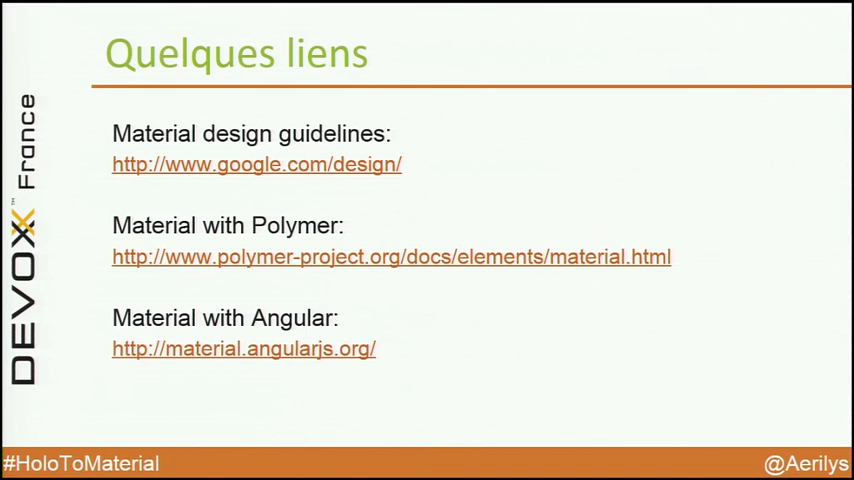 Quelques liens
DEVOXX™ France
Material design guidelines:
http://www.google.com/design/
Material with Polymer:
http://www.polymer-project.org/docs/elements/material.html
Material with Angular:
http://material.angularjs.org/
#HoloToMaterial
@Aerilys